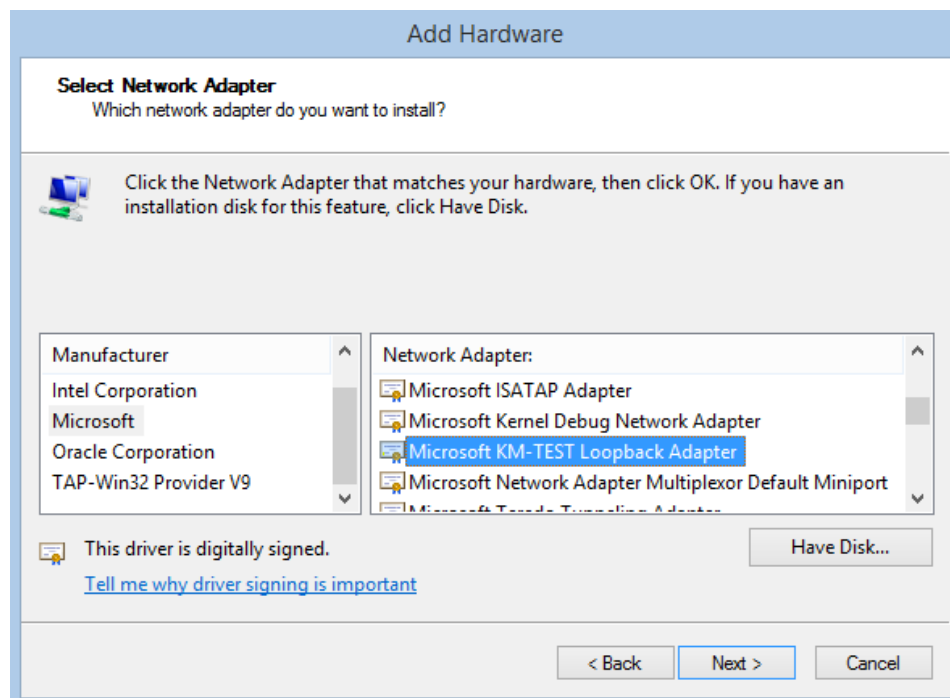 Add Hardware
Select Network Adapter
Which network adapter do you want to install?
Click the Network Adapter that matches your hardware, then click OK. If you have an
installation disk for this feature, click Have Disk.
Manufacturer
Intel Corporation
Microsoft
Oracle Corporation
TAP-Win32 Provider V9
Network Adapter:
Microsoft ISATAP Adapter
Microsoft Kernel Debug Network Adapter
Microsoft KM-TEST Loopback Adapter
Microsoft Network Adapter Multiplexor Default Miniport
Microsoft Teredo Tunneling Adapter
This driver is digitally signed.
Have Disk...
Tell me why driver signing is important
< Back
Next >
Cancel